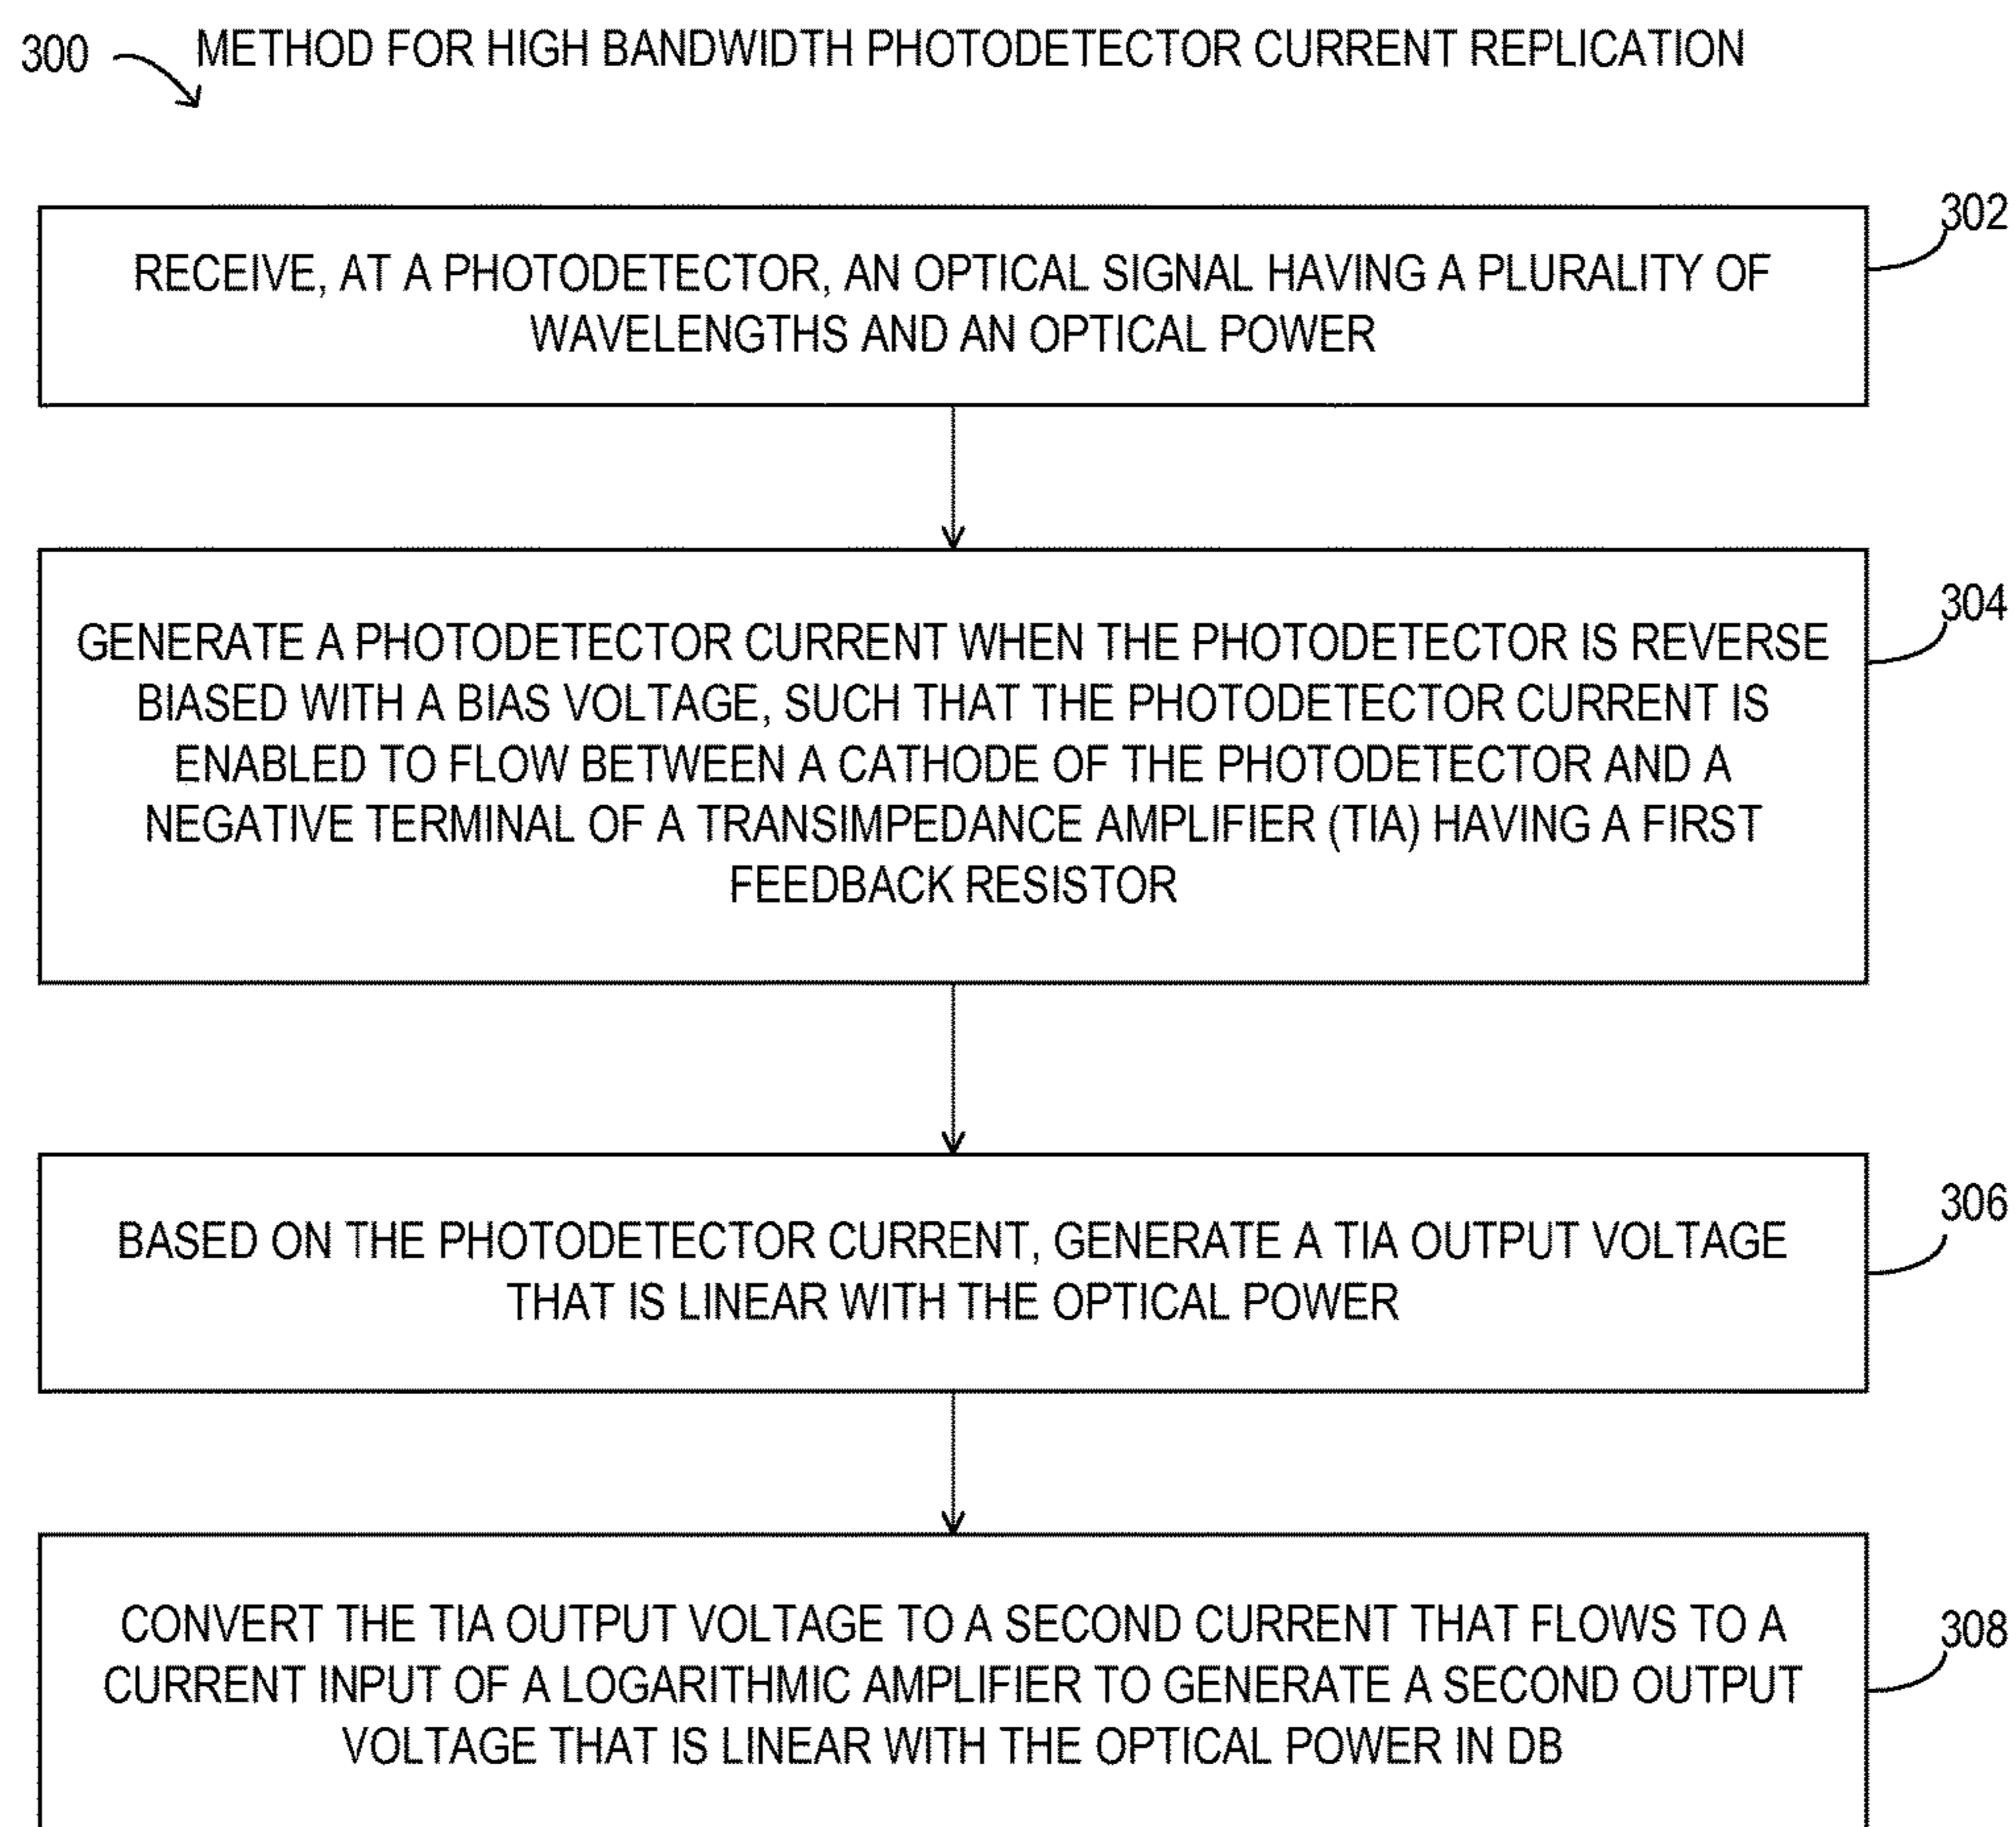 300 METHOD FOR HIGH BANDWIDTH PHOTODETECTOR CURRENT REPLICATION
302
RECEIVE, AT A PHOTODETECTOR, AN OPTICAL SIGNAL HAVING A PLURALITY OF
WAVELENGTHS AND AN OPTICAL POWER
304
GENERATE A PHOTODETECTOR CURRENT WHEN THE PHOTODETECTOR IS REVERSE
BIASED WITH A BIAS VOLTAGE, SUCH THAT THE PHOTODETECTOR CURRENT IS
ENABLED TO FLOW BETWEEN A CATHODE OF THE PHOTODETECTOR AND A
NEGATIVE TERMINAL OF A TRANSIMPEDANCE AMPLIFIER (TIA) HAVING A FIRST
FEEDBACK RESISTOR
306
BASED ON THE PHOTODETECTOR CURRENT, GENERATE A TIA OUTPUT VOLTAGE
THAT IS LINEAR WITH THE OPTICAL POWER
308
CONVERT THE TIA OUTPUT VOLTAGE TO A SECOND CURRENT THAT FLOWS TO A
CURRENT INPUT OF A LOGARITHMIC AMPLIFIER TO GENERATE A SECOND OUTPUT
VOLTAGE THAT IS LINEAR WITH THE OPTICAL POWER IN DB